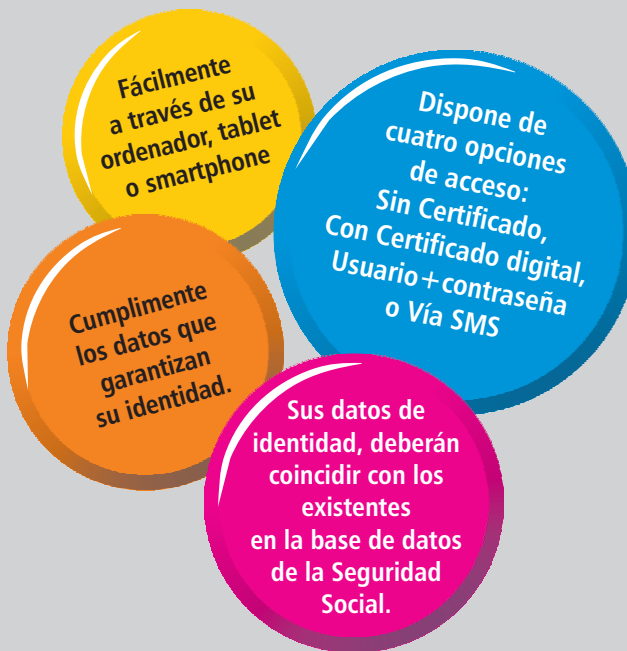 Fácilmente
a través de su
ordenador, tablet
o smartphone
Dispone de
cuatro opciones
de acceso:
Sin Certificado,
Con Certificado digital,
Usuario+contraseña
o Vía SMS
Cumplimente
los datos que
garantizan
su identidad.
Sus datos de
identidad, deberán
coincidir con los
existentes
en la base de datos
de la Seguridad
Social.